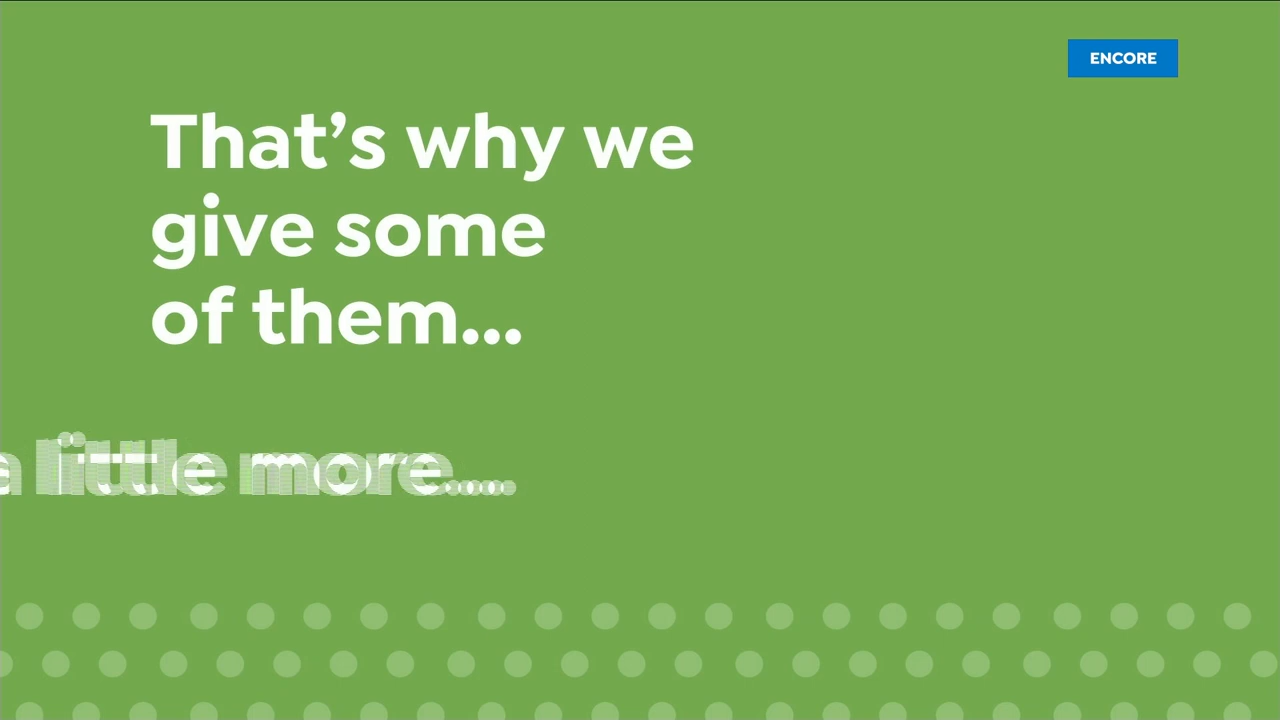 ENCORE
That’s why we
give some
of them...
a little more...